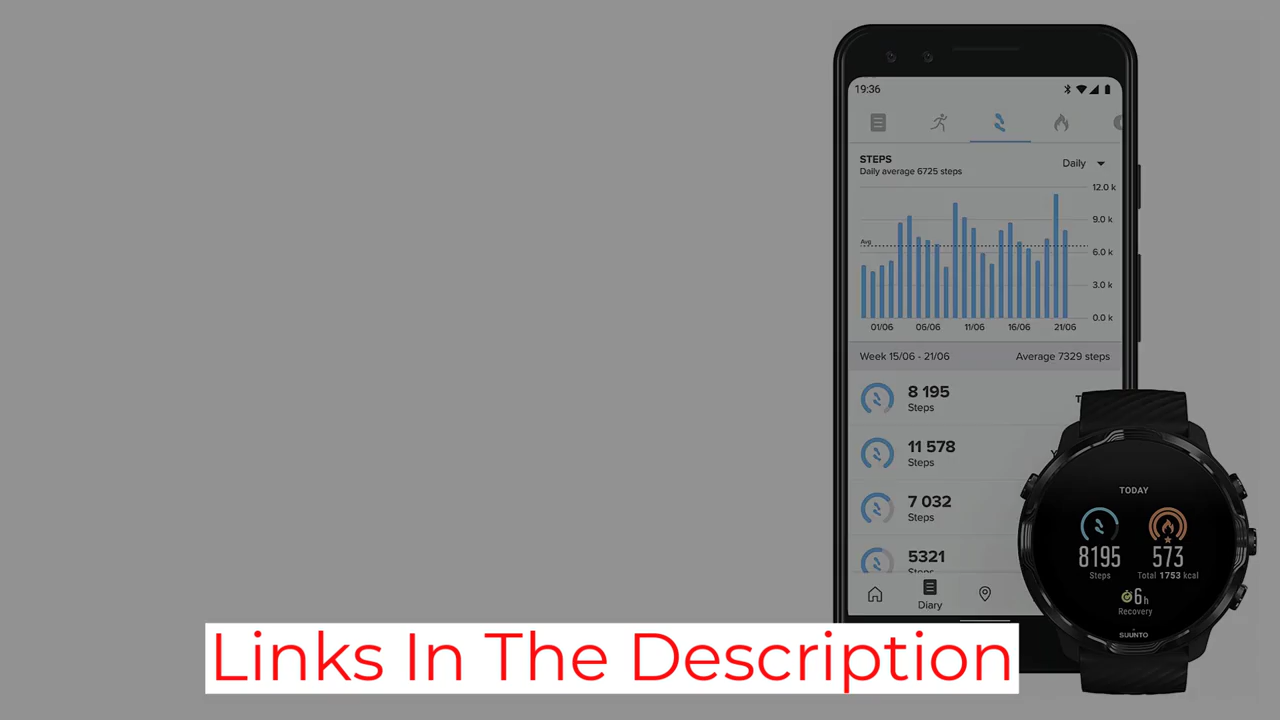 19:36
STEPS
Daily average 6725 steps
Daily
12.0 k
9.0 k
Avg
6.0 k
3.0 k
0.0 k
01/06 06/06 11/06 16/06 21/06
Week 15/06 - 21/06 Average 7329 steps
8 195
Steps
11 578
Steps
7 032
Steps
5321
Steps
Diary
TODAY
8195 573
Steps Total 1753 kcal
6h
Recovery
SUUNTO
Links In The Description